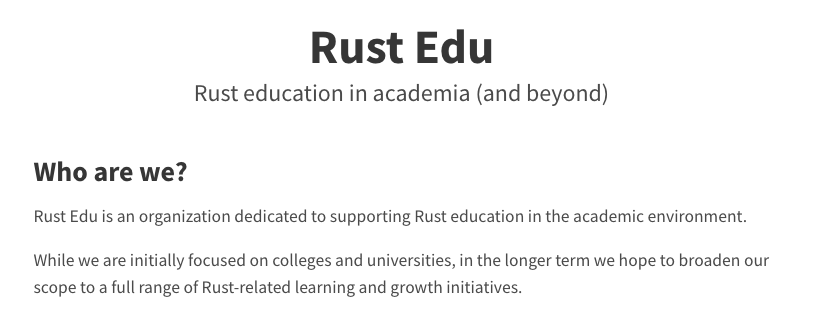 Rust Edu
Rust education in academia (and beyond)
Who are we?
Rust Edu is an organization dedicated to supporting Rust education in the academic environment.
While we are initially focused on colleges and universities, in the longer term we hope to broaden our
scope to a full range of Rust-related learning and growth initiatives.